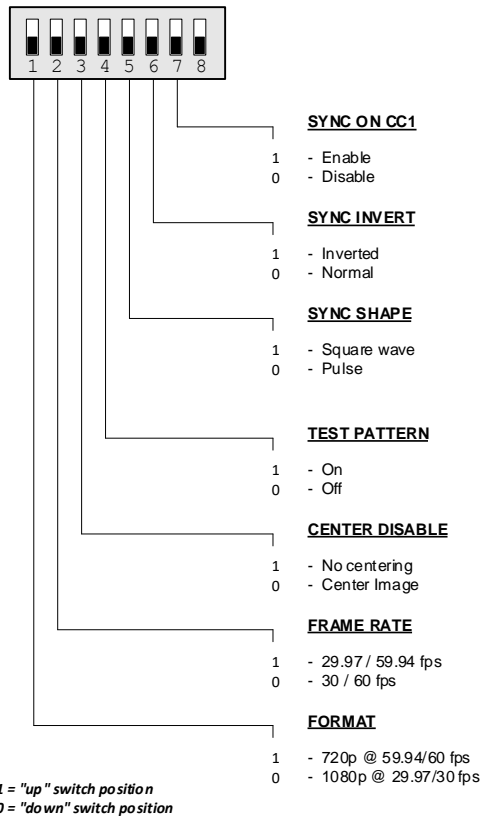 1 2 3 4 5 6 7 8
SYNC ON CC1
1 - Enable
0 - Disable
SYNC INVERT
1 - Inverted
0 - Normal
SYNC SHAPE
1 - Square wave
0 - Pulse
TEST PATTERN
1 - On
0 - Off
CENTER DISABLE
1 - No centering
0 - Center Image
FRAME RATE
1 - 29.97 / 59.94 fps
0 - 30 / 60 fps
FORMAT
1 - 720p @ 59.94/60 fps
0 - 1080p @ 29.97/30 fps
1 = "up" switch position
0 = "down" switch position